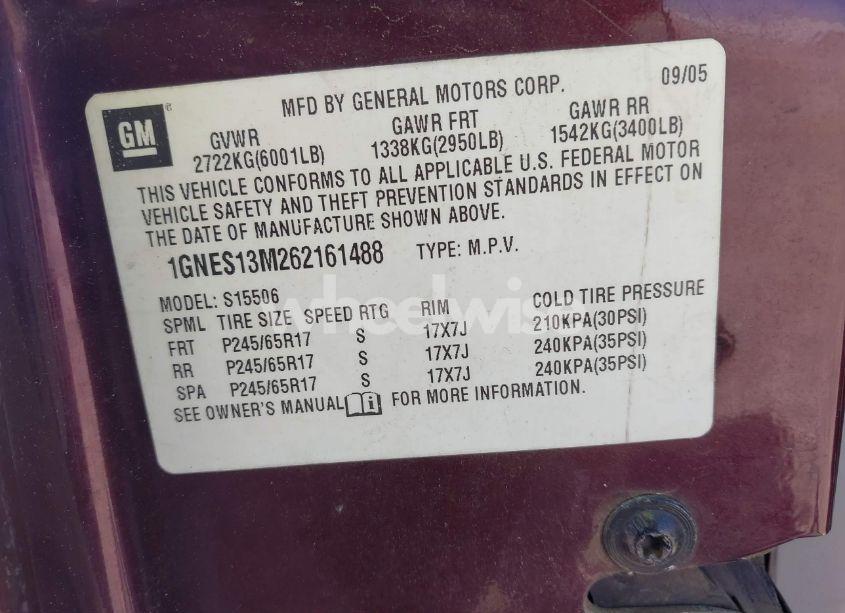 GM
®
MFD BY GENERAL MOTORS CORP.
09/05
GVWR GAWR FRT GAWR RR
2722KG(6001LB) 1338KG(2950LB) 1542KG(3400LB)
THIS VEHICLE CONFORMS TO ALL APPLICABLE U.S. FEDERAL MOTOR
VEHICLE SAFETY AND THEFT PREVENTION STANDARDS IN EFFECT ON
THE DATE OF MANUFACTURE SHOWN ABOVE.
1GNES13M262161488 TYPE: M.P.V.
MODEL: S15506
SPML TIRE SIZE SPEED RTG RIM COLD TIRE PRESSURE
FRT P245/65R17 S 17X7J 210KPA(30PSI)
RR P245/65R17 S 17X7J 240KPA(35PSI)
SPA P245/65R17 S 17X7J 240KPA(35PSI)
SEE OWNER'S MANUAL i FOR MORE INFORMATION.